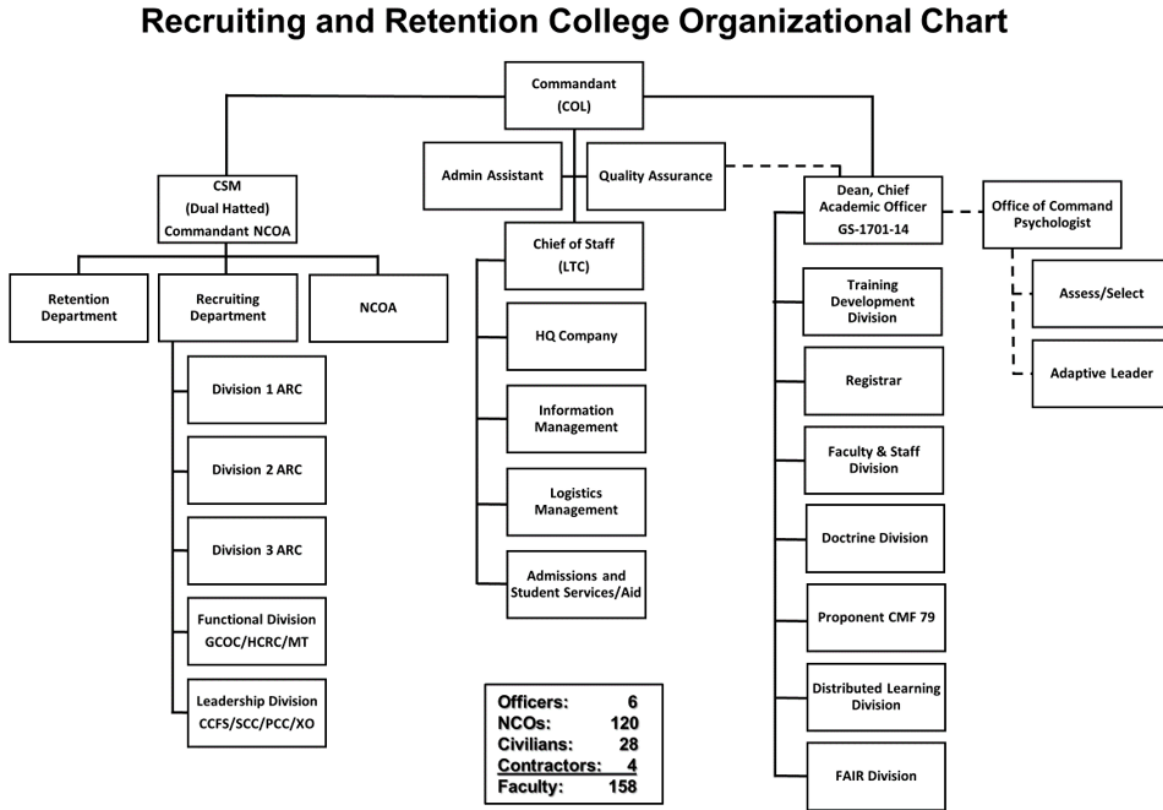 Recruiting and Retention College Organizational Chart
Commandant
(COL)
Admin Assistant
Quality Assurance
CSM
(Dual Hatted)
Commandant NCOA
Dean, Chief
Academic Officer
GS-1701-14
Office of Command
Psychologist
Chief of Staff
(LTC)
Retention
Department
Recruiting
Department
NCOA
Training
Development
Division
Assess/Select
HQ Company
Registrar
Adaptive Leader
Division 1 ARC
Information
Management
Faculty & Staff
Division
Division 2 ARC
Logistics
Management
Doctrine Division
Division 3 ARC
Admissions and
Student Services/Aid
Proponent CMF 79
Functional Division
GCOC/HCRC/MT
Distributed Learning
Division
Leadership Division
CCFS/SCC/PCC/XO
FAIR Division
Officers: 6
NCOs: 120
Civilians: 28
Contractors: 4
Faculty: 158